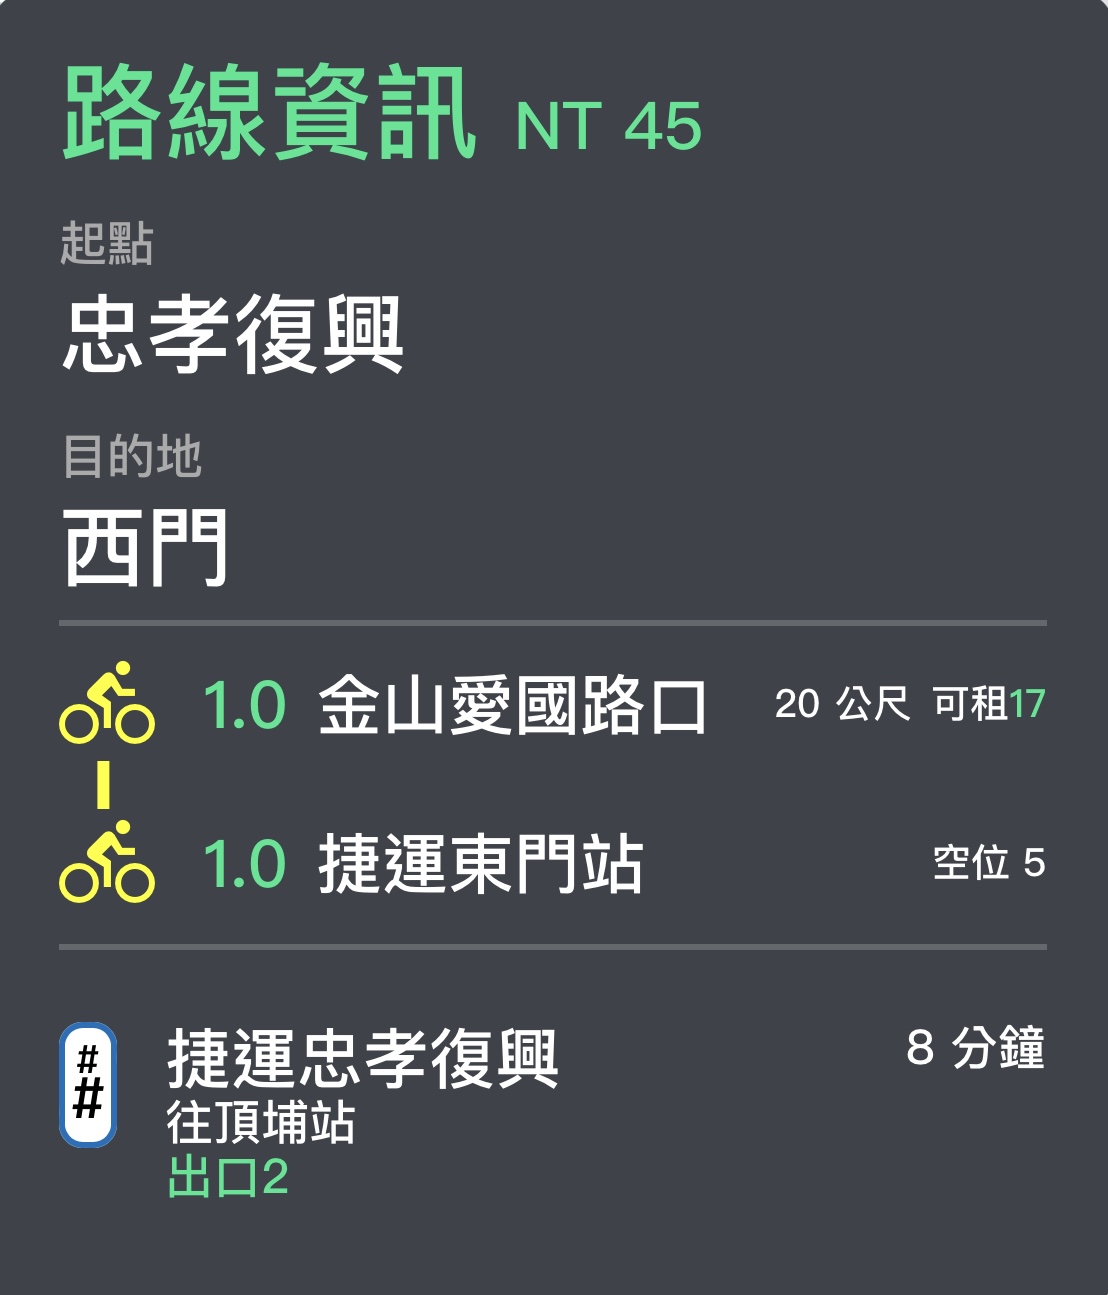 路線資訊 NT 45
起點
忠孝復興
目的地
西門
1.0 金山愛國路口 20 公尺 可租17
1.0 捷運東門站 空位 5
#
#
捷運忠孝復興 8 分鐘
往頂埔站
出口2